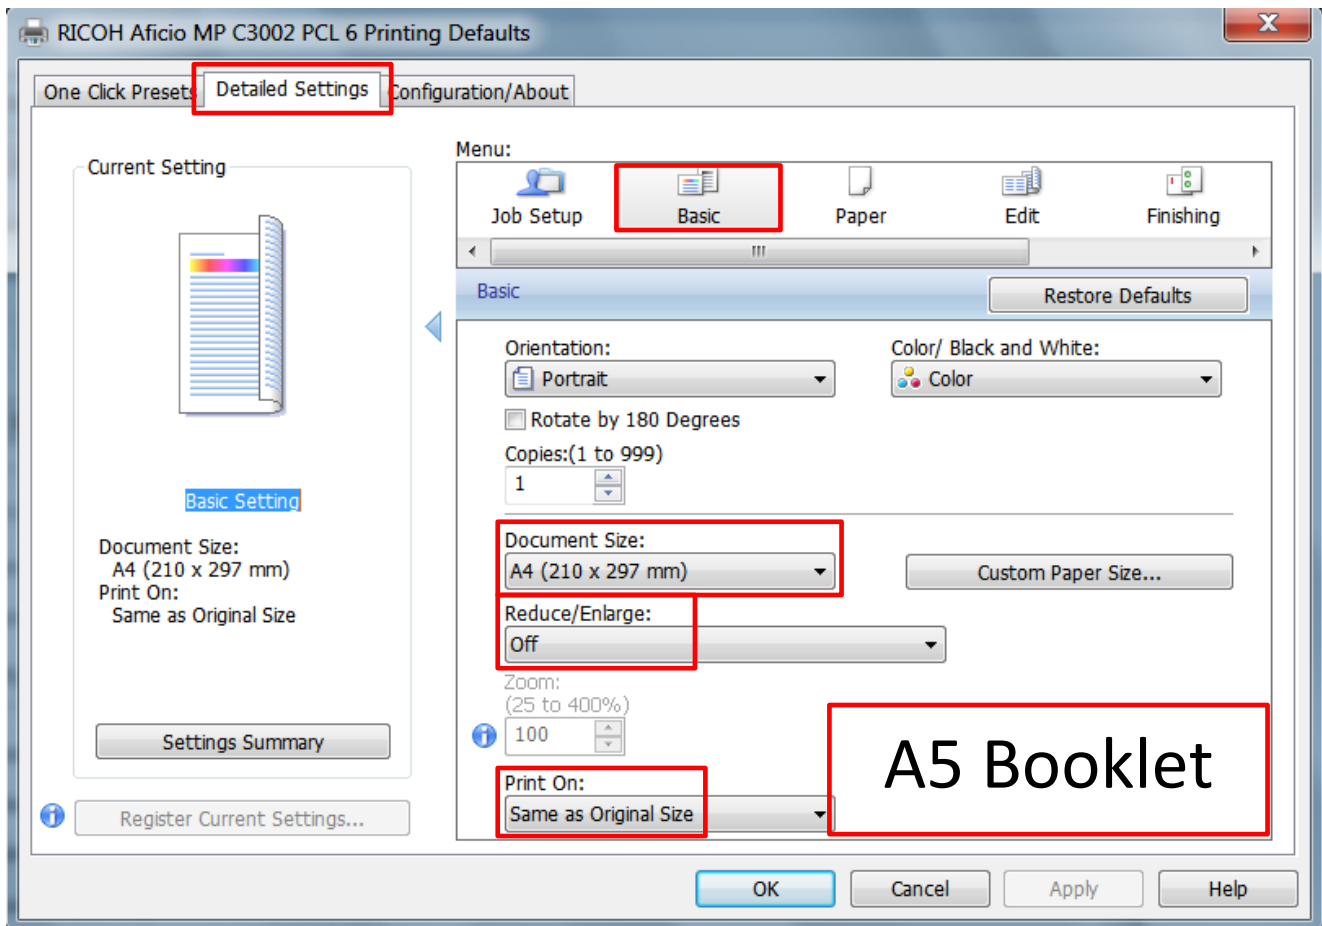 RICOH Aficio MP C3002 PCL 6 Printing Defaults
X
One Click Presets Detailed Settings Configuration/About
Current Setting
Basic Setting
Document Size:
A4 (210 x 297 mm)
Print On:
Same as Original Size
Settings Summary
Register Current Settings...
Menu:
Job Setup Basic Paper Edit Finishing
Basic
Restore Defaults
Orientation:
Portrait
Color/ Black and White:
Color
Rotate by 180 Degrees
Copies:(1 to 999)
1
Document Size:
A4 (210 x 297 mm)
Custom Paper Size...
Reduce/Enlarge:
Off
Zoom:
(25 to 400%)
100
Print On:
Same as Original Size
A5 Booklet
OK Cancel Apply Help